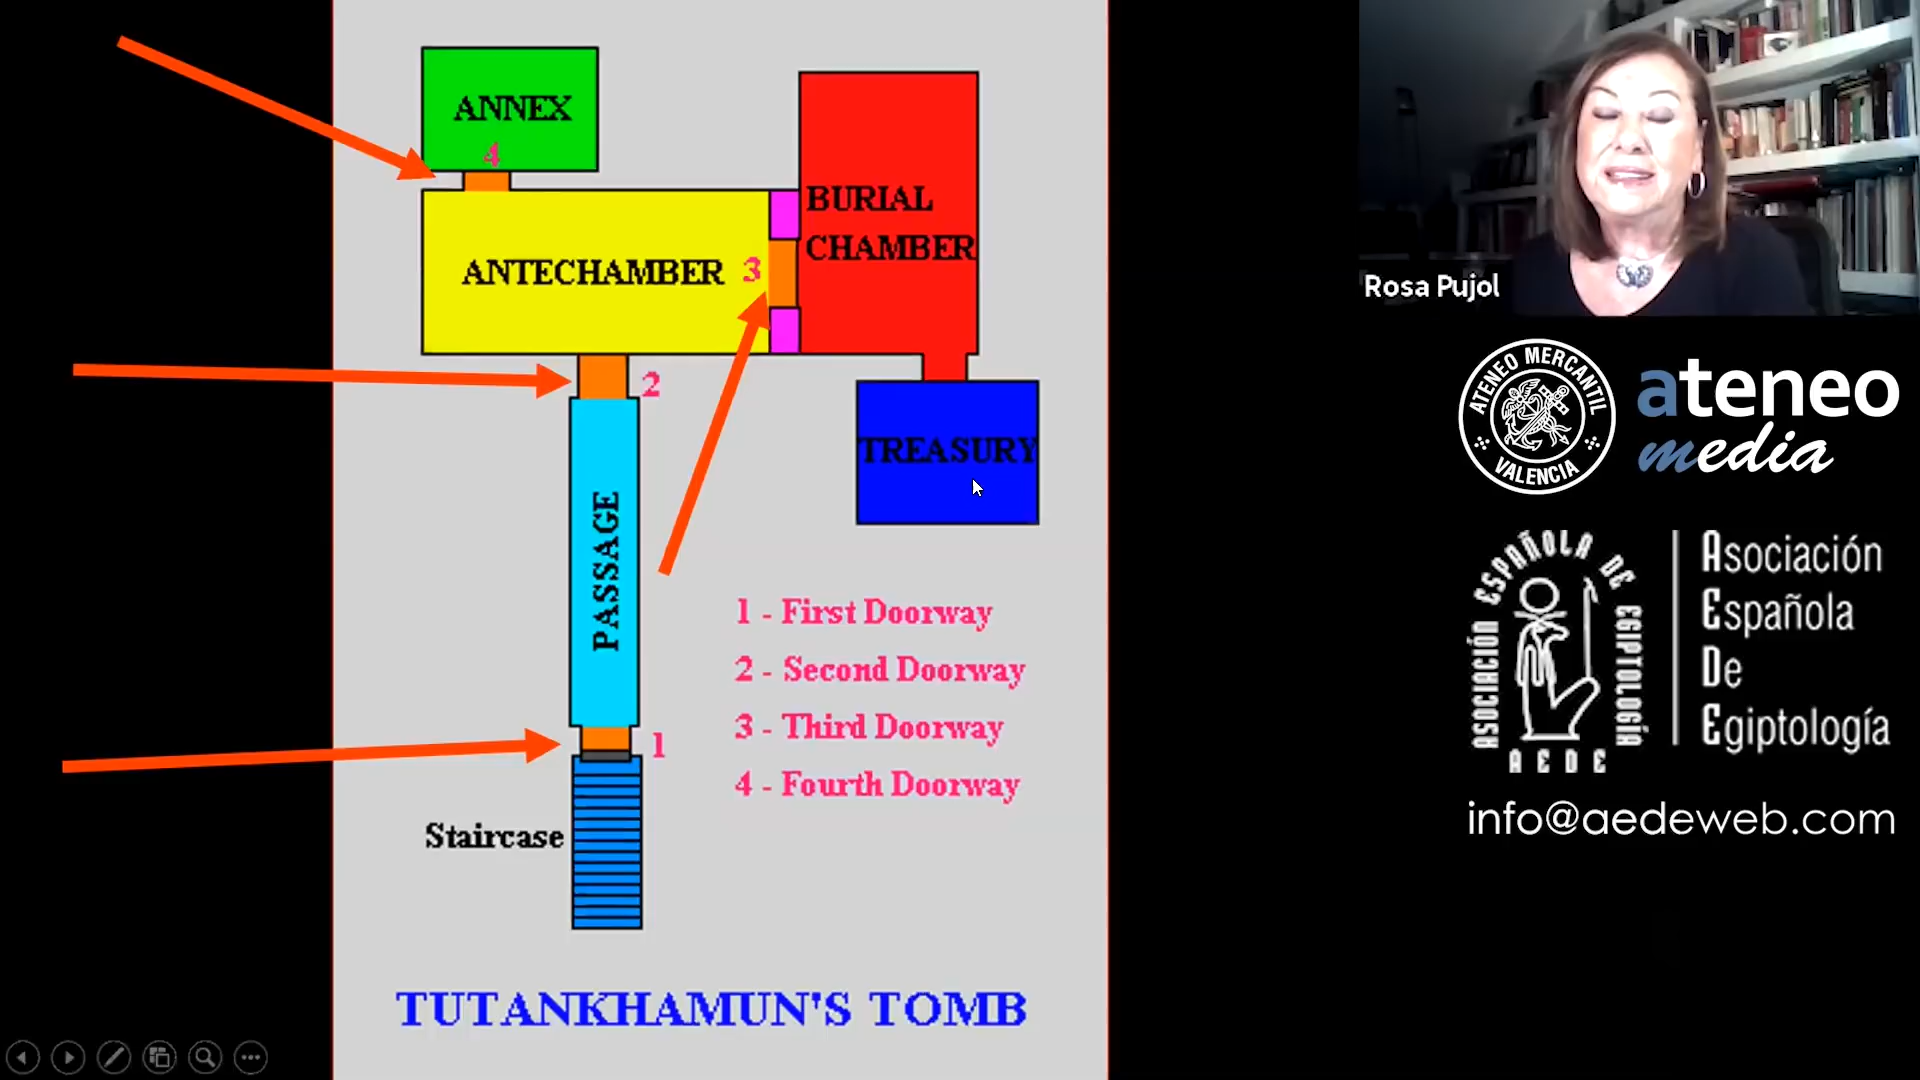 ANNEX
4
ANTECHAMBER
3
BURIAL
CHAMBER
2
TREASURY
PASSAGE
1 - First Doorway
2 - Second Doorway
3 - Third Doorway
4 - Fourth Doorway
1
Staircase
TUTANKHAMUN'S TOMB
Rosa Pujol
ATENEO MERCANTIL
VALENCIA
ateneo
media
ASOCIACIÓN ESPAÑOLA DE EGIPTOLOGÍA
AEDE
Asociación
Española
De
Egiptología
info@aedeweb.com